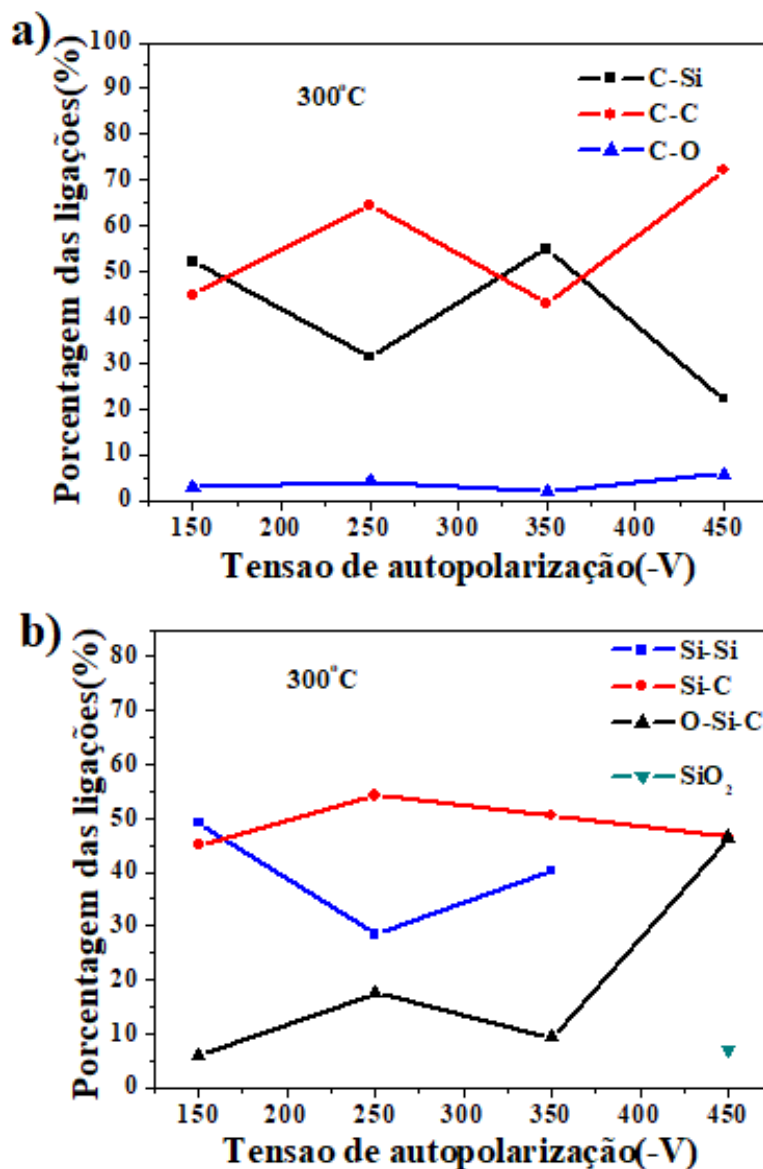 a)
Porcentagem das ligações(%)
100
90
80
70
60
50
40
30
20
10
0
300°C
C-Si
C-C
C-O
150 200 250 300 350 400 450
Tensao de autopolarização(-V)
b)
Porcentagem das ligações(%)
80
70
60
50
40
30
20
10
0
300°C
Si-Si
Si-C
O-Si-C
SiO₂
150 200 250 300 350 400 450
Tensao de autopolarização(-V)